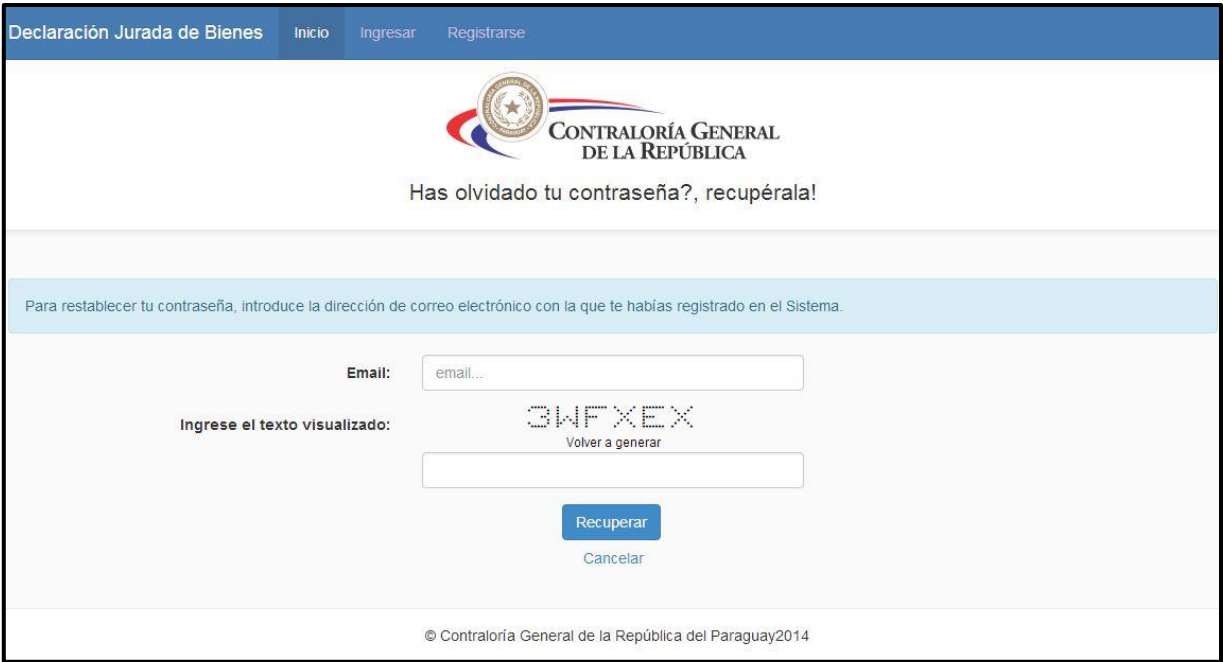 Declaración Jurada de Bienes Inicio Ingresar Registrarse
CONTRALORÍA GENERAL
DE LA REPÚBLICA
Has olvidado tu contraseña?, recupérala!
Para restablecer tu contraseña, introduce la dirección de correo electrónico con la que te habías registrado en el Sistema.
Email: email...
Ingrese el texto visualizado: 3WFXEX
Volver a generar
Recuperar
Cancelar
© Contraloría General de la República del Paraguay2014